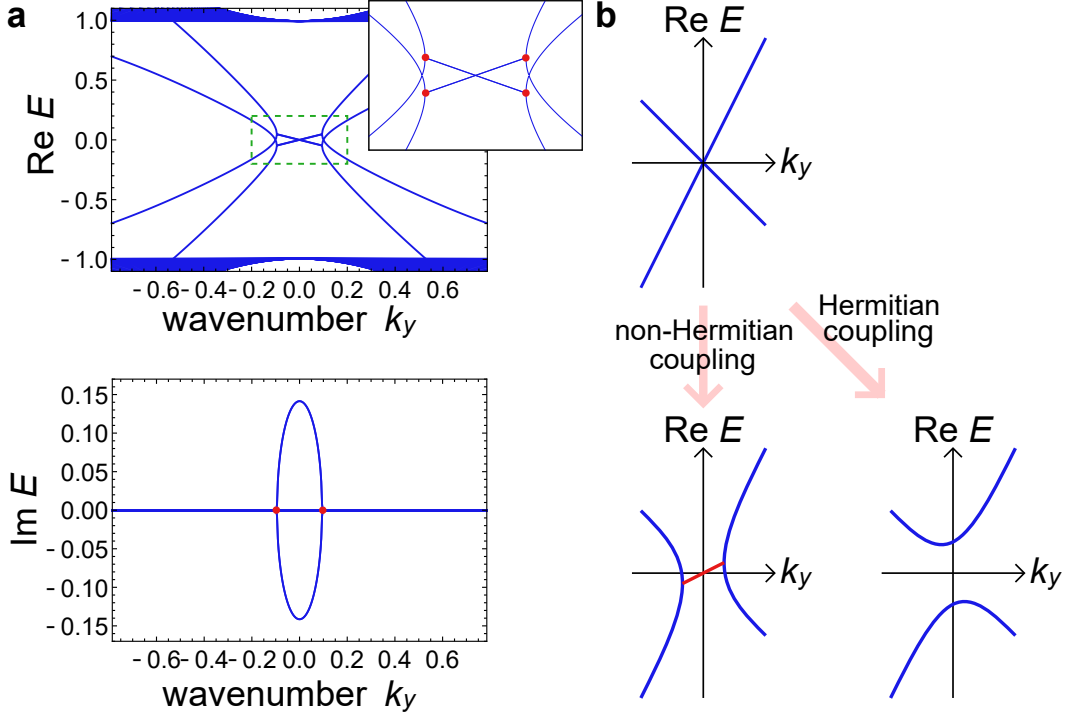 a
Re E
1.0
0.5
0.0
-0.5
-1.0
-0.6 -0.4 -0.2 0.0 0.2 0.4 0.6
wavenumber ky
Im E
0.15
0.10
0.05
0.00
-0.05
-0.10
-0.15
-0.6 -0.4 -0.2 0.0 0.2 0.4 0.6
wavenumber ky
b
Re E
ky
non-Hermitian
coupling
Hermitian
coupling
Re E
ky
Re E
ky